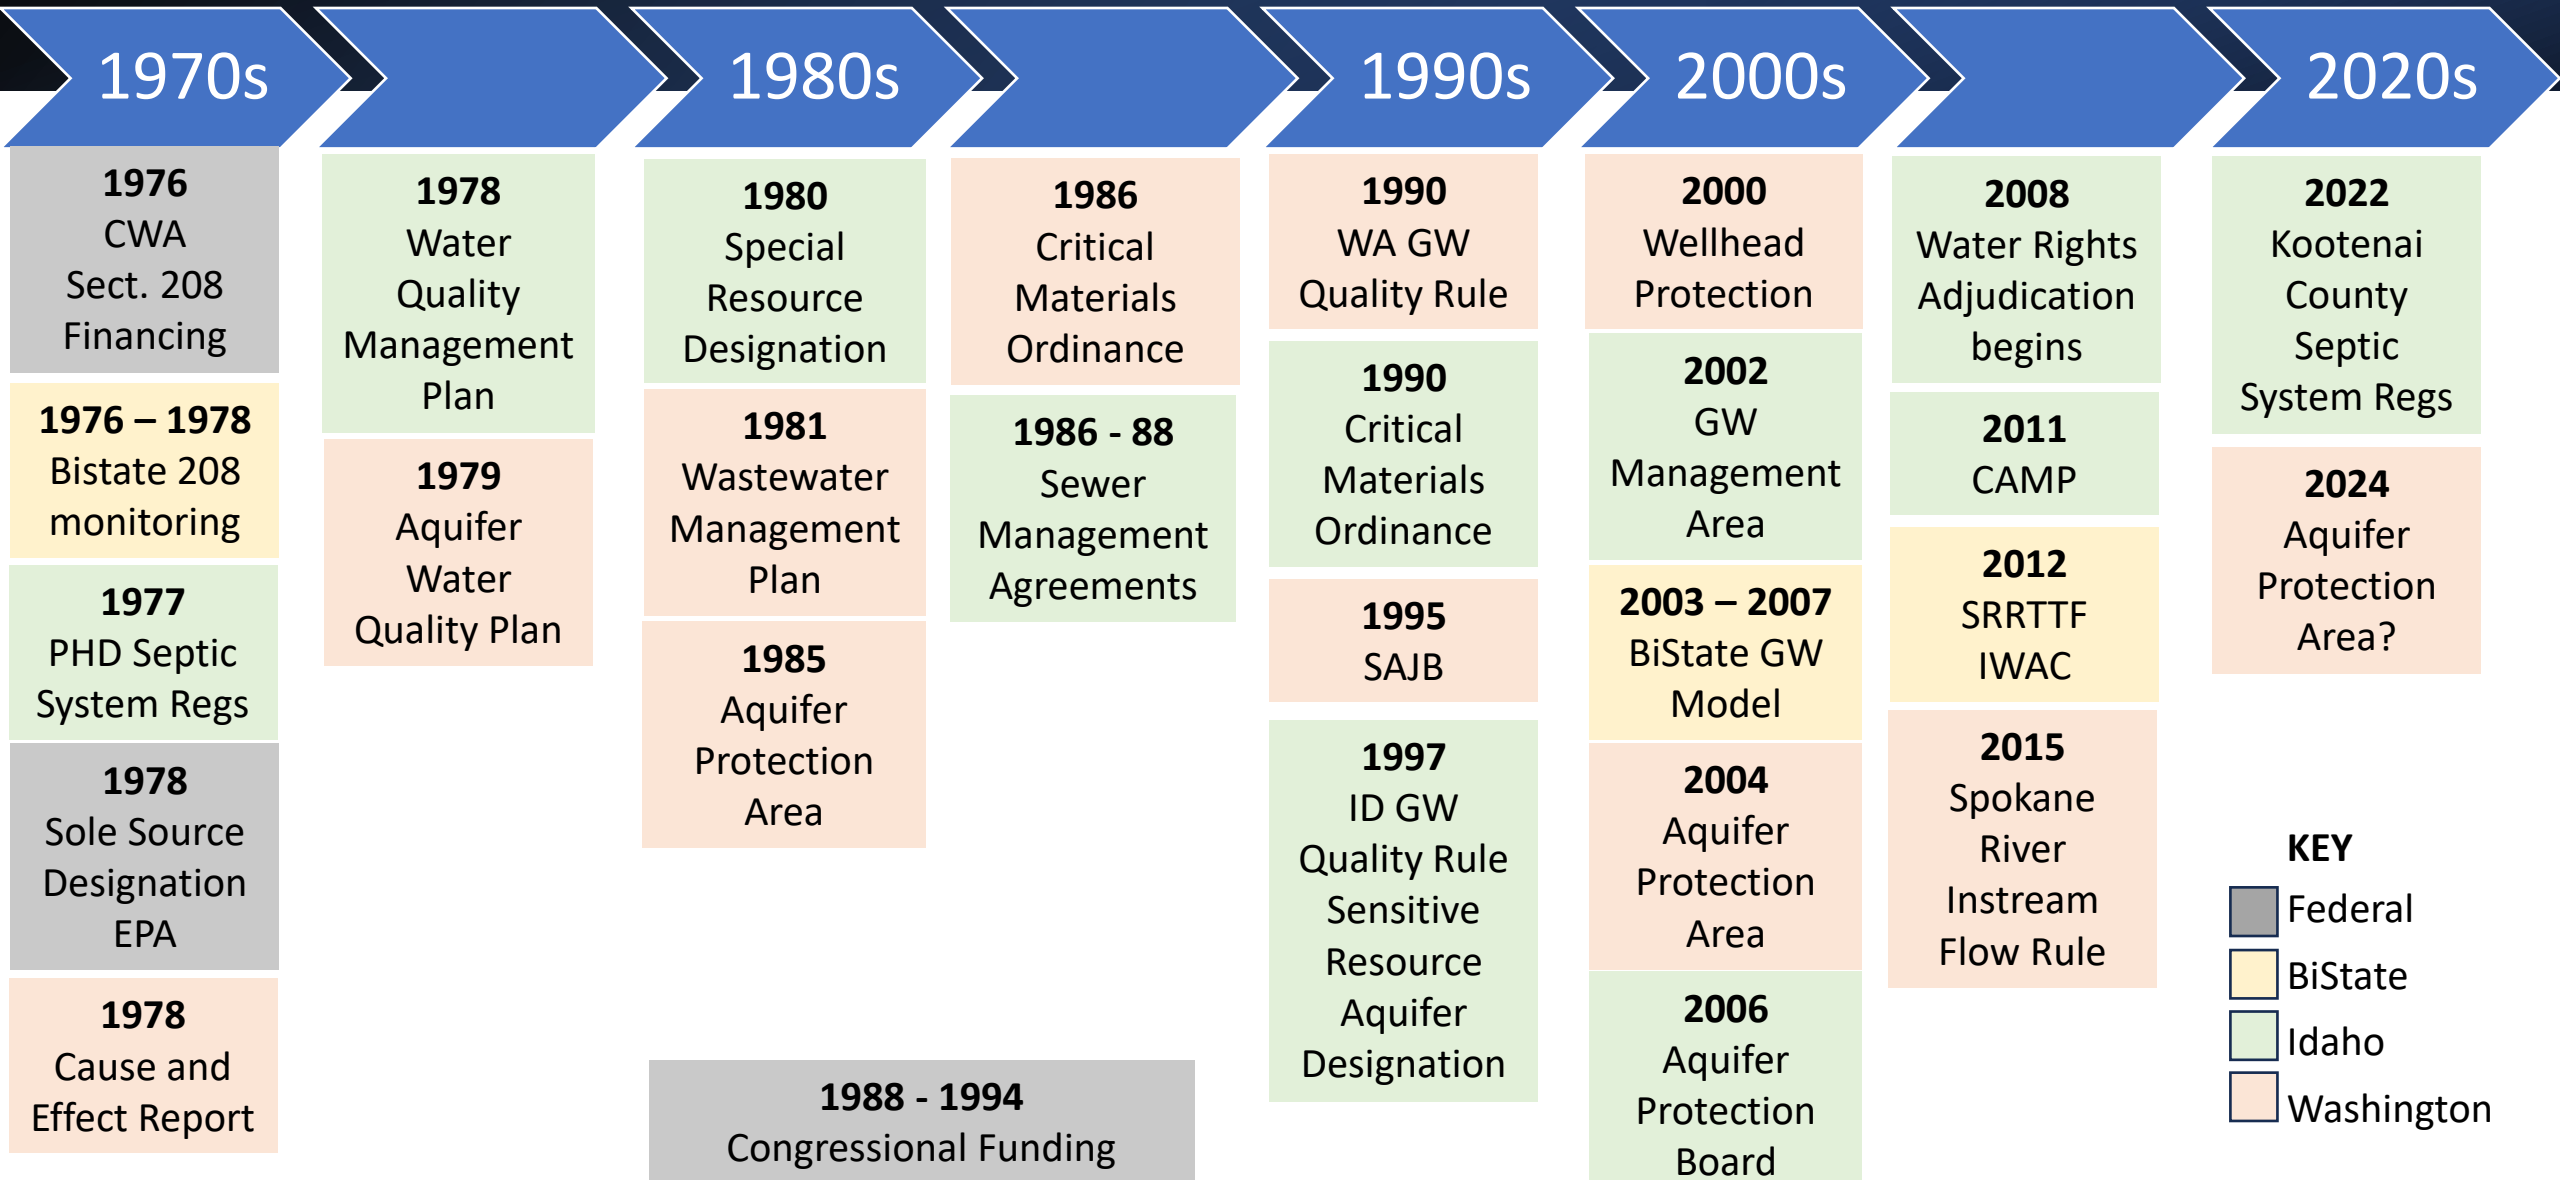 1970s
1980s
1990s
2000s
2020s
1976
CWA
Sect. 208
Financing
1976 – 1978
Bistate 208
monitoring
1977
PHD Septic
System Regs
1978
Sole Source
Designation
EPA
1978
Cause and
Effect Report
1978
Water
Quality
Management
Plan
1979
Aquifer
Water
Quality Plan
1980
Special
Resource
Designation
1981
Wastewater
Management
Plan
1985
Aquifer
Protection
Area
1986
Critical
Materials
Ordinance
1986 - 88
Sewer
Management
Agreements
1988 - 1994
Congressional Funding
1990
WA GW
Quality Rule
1990
Critical
Materials
Ordinance
1995
SAJB
1997
ID GW
Quality Rule
Sensitive
Resource
Aquifer
Designation
2000
Wellhead
Protection
2002
GW
Management
Area
2003 – 2007
BiState GW
Model
2004
Aquifer
Protection
Area
2006
Aquifer
Protection
Board
2008
Water Rights
Adjudication
begins
2011
CAMP
2012
SRRTTF
IWAC
2015
Spokane
River
Instream
Flow Rule
2022
Kootenai
County
Septic
System Regs
2024
Aquifer
Protection
Area?
KEY
Federal
BiState
Idaho
Washington